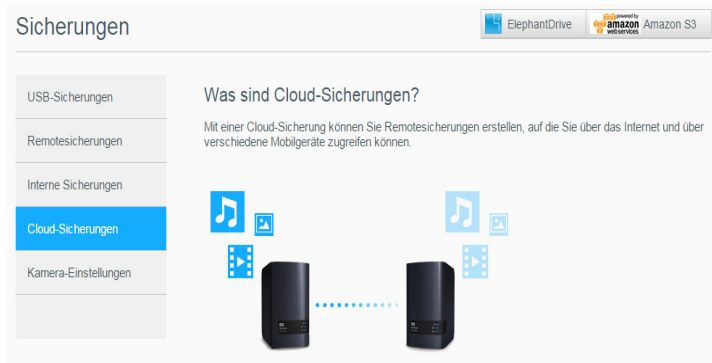 Sicherungen
ElephantDrive
powered by
amazon
webservices
Amazon S3
USB-Sicherungen
Remotesicherungen
Interne Sicherungen
Cloud-Sicherungen
Kamera-Einstellungen
Was sind Cloud-Sicherungen?
Mit einer Cloud-Sicherung können Sie Remotesicherungen erstellen, auf die Sie über das Internet und über
verschiedene Mobilgeräte zugreifen können.